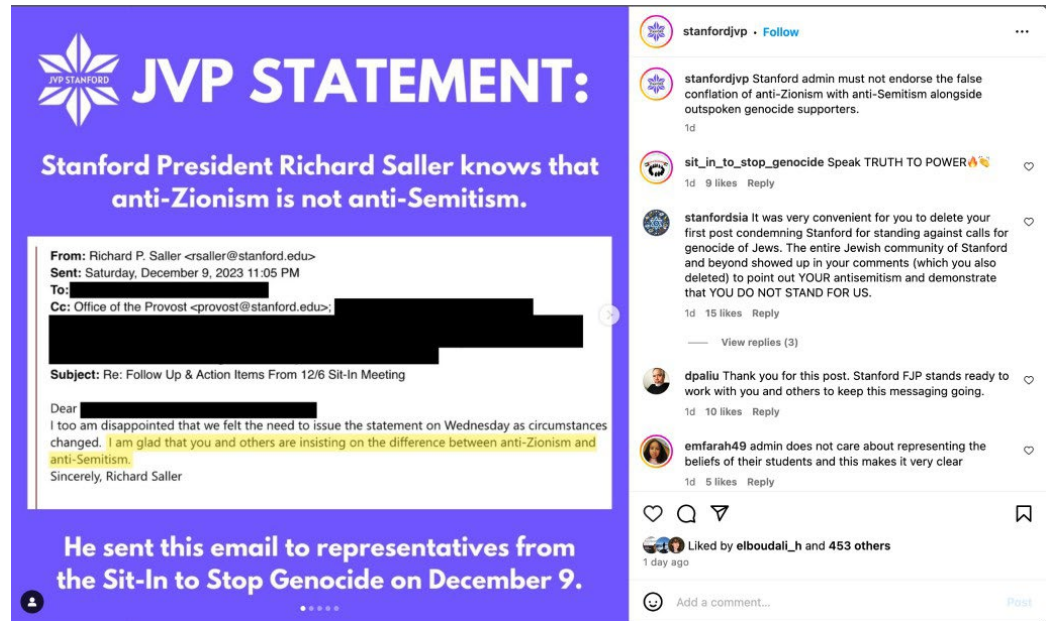 JVP STANFORD
JVP STATEMENT:
Stanford President Richard Saller knows that
anti-Zionism is not anti-Semitism.
From: Richard P. Saller <rsaller@stanford.edu>
Sent: Saturday, December 9, 2023 11:05 PM
To:
Cc: Office of the Provost <provost@stanford.edu>;
Subject: Re: Follow Up & Action Items From 12/6 Sit-In Meeting
Dear
I too am disappointed that we felt the need to issue the statement on Wednesday as circumstances
changed. I am glad that you and others are insisting on the difference between anti-Zionism and
anti-Semitism.
Sincerely, Richard Saller
He sent this email to representatives from
the Sit-In to Stop Genocide on December 9.
stanfordjvp • Follow
stanfordjvp Stanford admin must not endorse the false
conflation of anti-Zionism with anti-Semitism alongside
outspoken genocide supporters.
1d
sit_in_to_stop_genocide Speak TRUTH TO POWER🔥👏
1d 9 likes Reply
stanfordsia It was very convenient for you to delete your
first post condemning Stanford for standing against calls for
genocide of Jews. The entire Jewish community of Stanford
and beyond showed up in your comments (which you also
deleted) to point out YOUR antisemitism and demonstrate
that YOU DO NOT STAND FOR US.
1d 15 likes Reply
View replies (3)
dpaliu Thank you for this post. Stanford FJP stands ready to
work with you and others to keep this messaging going.
1d 10 likes Reply
emfarah49 admin does not care about representing the
beliefs of their students and this makes it very clear
1d 5 likes Reply
Liked by elboudali_h and 453 others
1 day ago
Add a comment...
Post